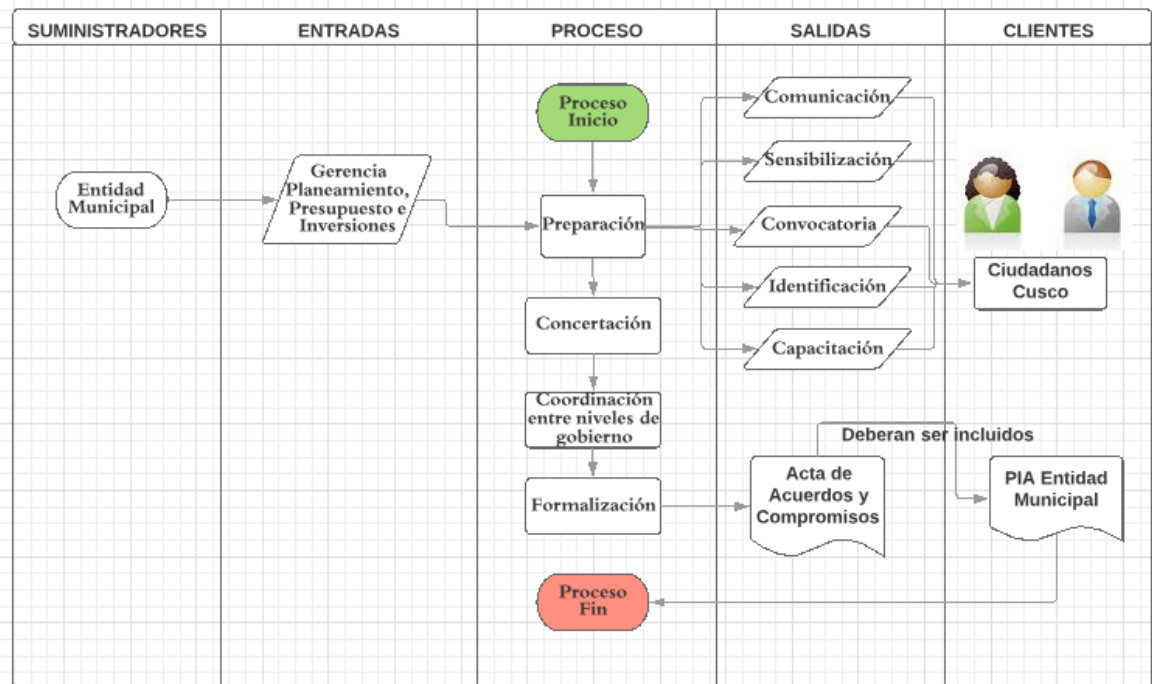 SUMINISTRADORES
ENTRADAS
PROCESO
SALIDAS
CLIENTES
Entidad
Municipal
Gerencia
Planeamiento,
Presupuesto e
Inversiones
Proceso
Inicio
Preparación
Concertación
Coordinación
entre niveles de
gobierno
Formalización
Proceso
Fin
Comunicación
Sensibilización
Convocatoria
Identificación
Capacitación
Deberan ser incluidos
Acta de
Acuerdos y
Compromisos
Ciudadanos
Cusco
PIA Entidad
Municipal